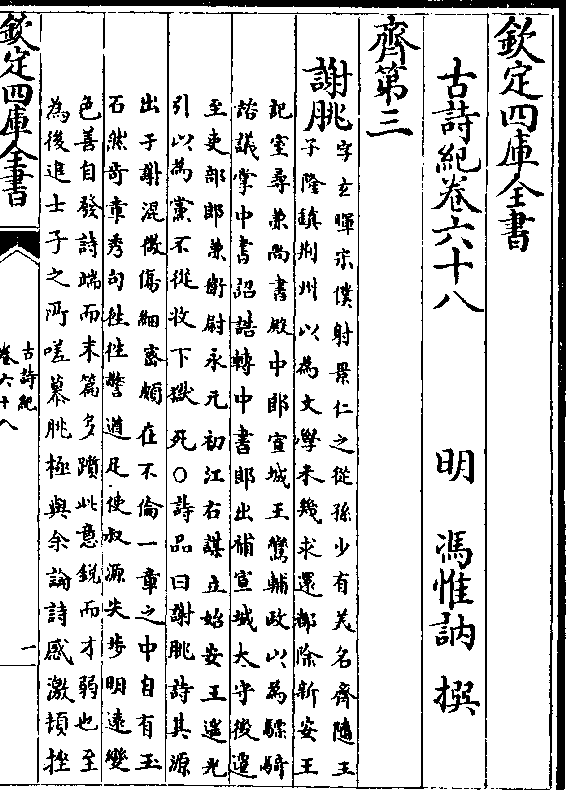 欽定四庫全書
古詩紀卷六十八 明 馮惟訥 撰
齊第三
謝朓
字玄暉宗僕射景仁之從孫少有美名齊隨王
子隆鎮荆州以為文學未幾求還都除新安王
記室尋兼尚書殿中郎宣城王鸞輔政以為驃騎
諮議掌中書詔誥轉中書郎出補宣城大守後遷
至吏部郎兼衛尉永元初江右謀立始安王遥光
引以為黨不從收下獄死○詩品曰謝朓詩其源
出于謝混微傷細密頗在不倫一章之中自有玉
石然奇章秀句往往警遒足使叔源失步明遠變
色善自發詩端而末篇多躓此意銳而才弱也至
為後進士子之所嗟慕朓極與余論詩感激頓挫
欽定四庫全書
古詩紀
卷六十八
一